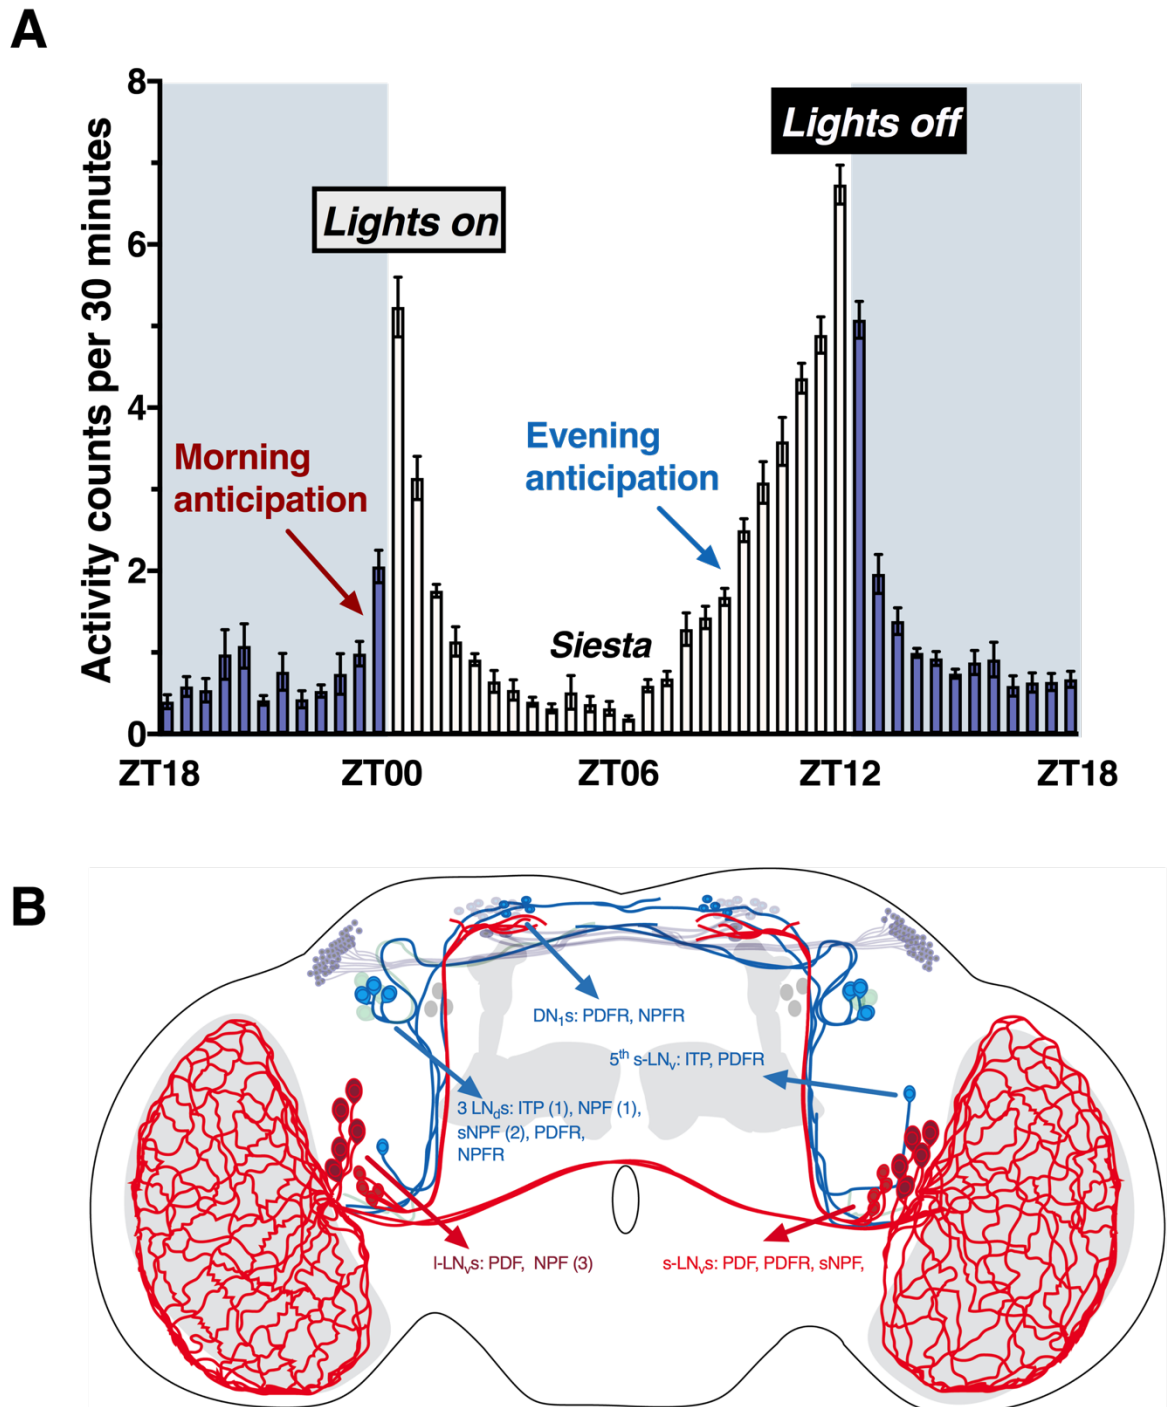 A
Activity counts per 30 minutes
8
6
4
2
0
Lights on
Lights off
Morning
anticipation
Evening
anticipation
Siesta
ZT18
ZT00
ZT06
ZT12
ZT18
B
DN1s: PDFR, NPFR
5th s-LNv: ITP, PDFR
3 LNds: ITP (1), NPF (1),
sNPF (2), PDFR,
NPFR
l-LNvs: PDF, NPF (3)
s-LNvs: PDF, PDFR, sNPF,